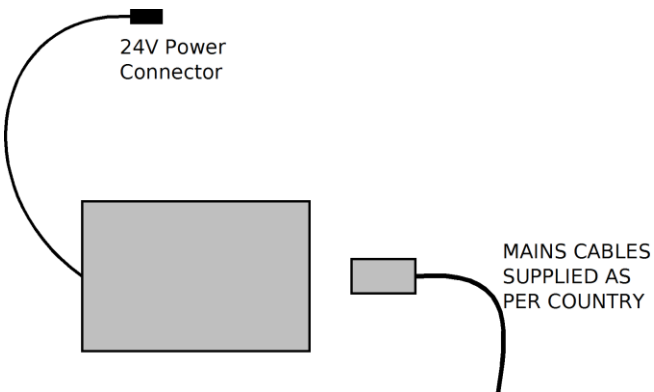 24V Power
Connector
MAINS CABLES
SUPPLIED AS
PER COUNTRY